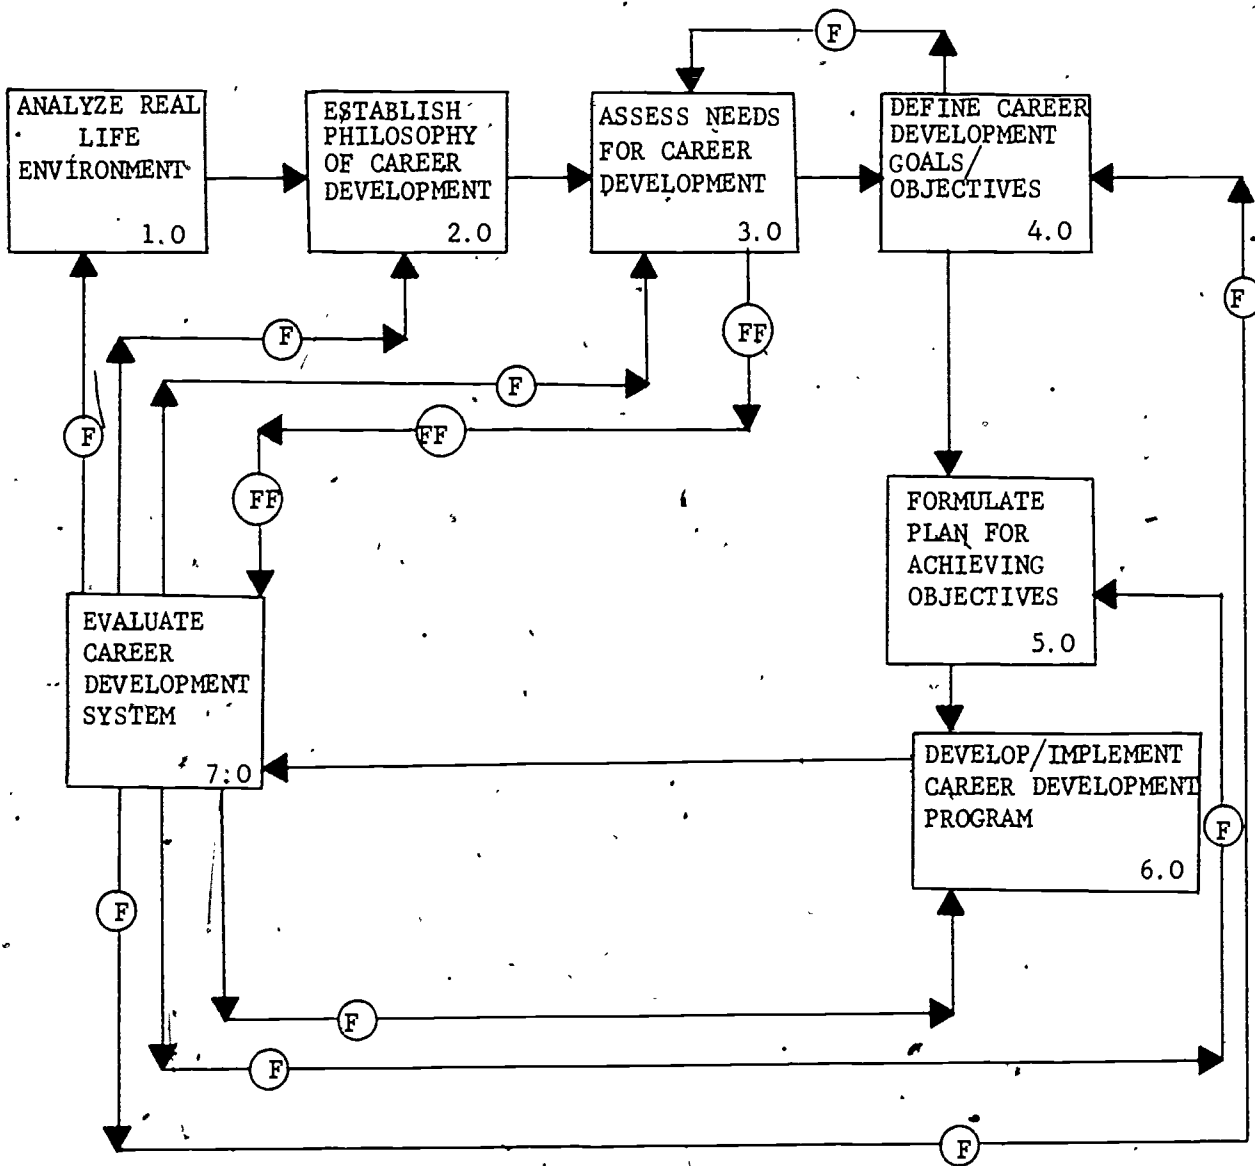 F
ANALYZE REAL
LIFE
ENVIRONMENT
1.0
ESTABLISH
PHILOSOPHY
OF CAREER
DEVELOPMENT
2.0
ASSESS NEEDS
FOR CAREER
DEVELOPMENT
3.0
DEFINE CAREER
DEVELOPMENT
GOALS/
OBJECTIVES
4.0
F
F
FF
F
F
FF
FF
FORMULATE
PLAN FOR
ACHIEVING
OBJECTIVES
5.0
EVALUATE
CAREER
DEVELOPMENT
SYSTEM
7.0
DEVELOP/IMPLEMENT
CAREER DEVELOPMENT
PROGRAM
6.0
F
F
F
F
F